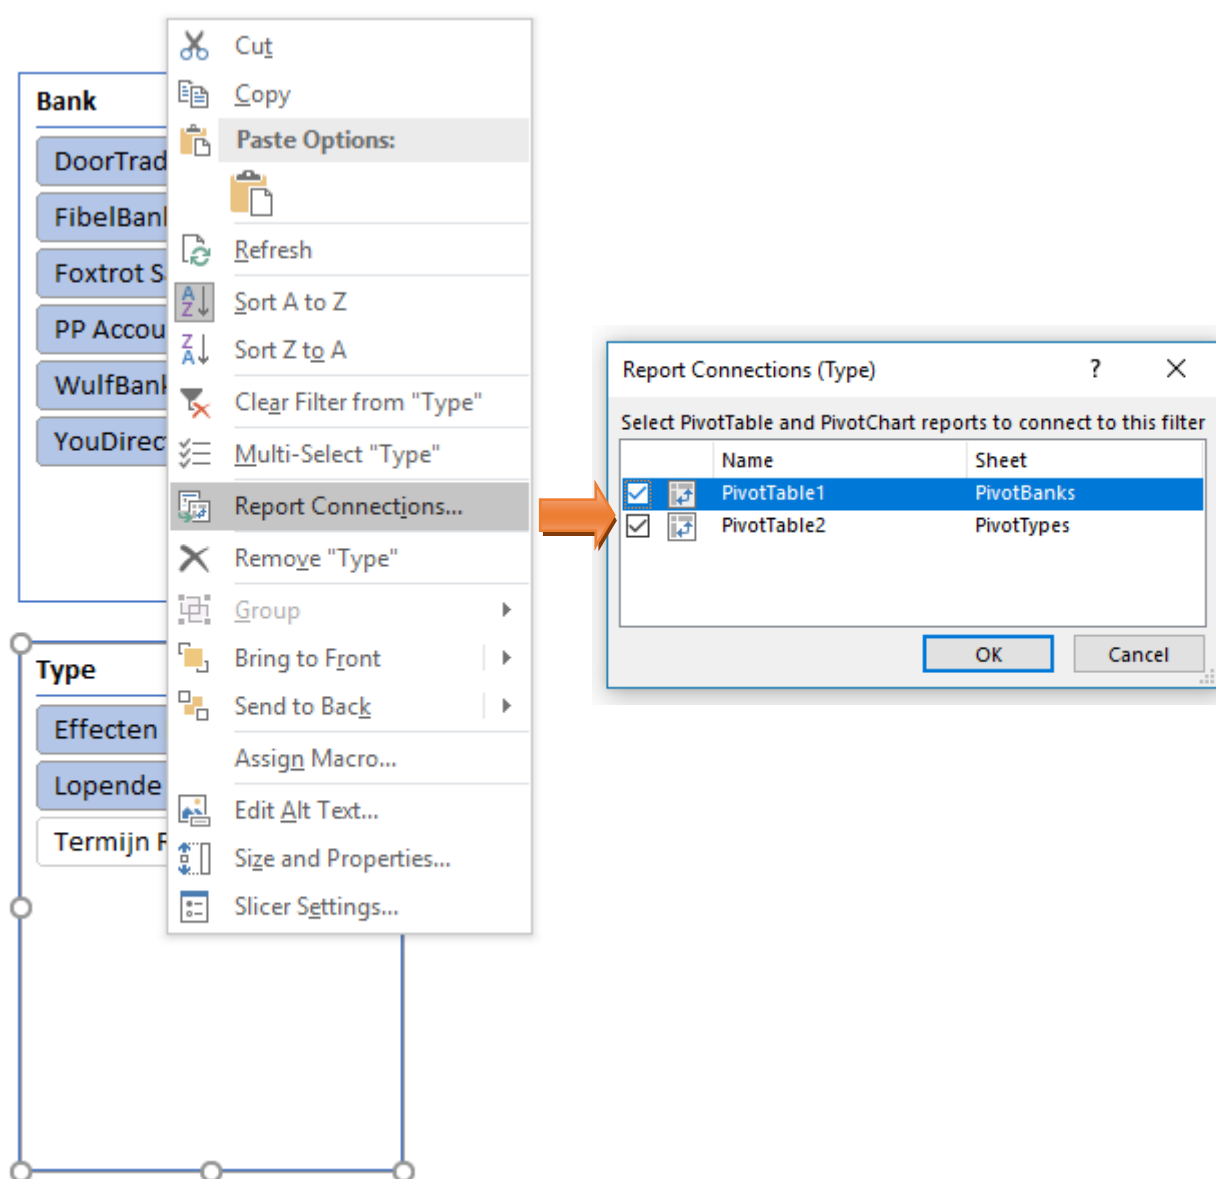 Bank
DoorTrad
FibelBank
Foxtrot S
PP Accou
WulfBank
YouDirec
Type
Effecten
Lopende
Termijn
Cut
Copy
Paste Options:
Refresh
Sort A to Z
Sort Z to A
Clear Filter from "Type"
Multi-Select "Type"
Report Connections...
Remove "Type"
Group
Bring to Front
Send to Back
Assign Macro...
Edit Alt Text...
Size and Properties...
Slicer Settings...
Report Connections (Type) ?
Select PivotTable and PivotChart reports to connect to this filter
Name Sheet
PivotTable1 PivotBanks
PivotTable2 PivotTypes
OK Cancel